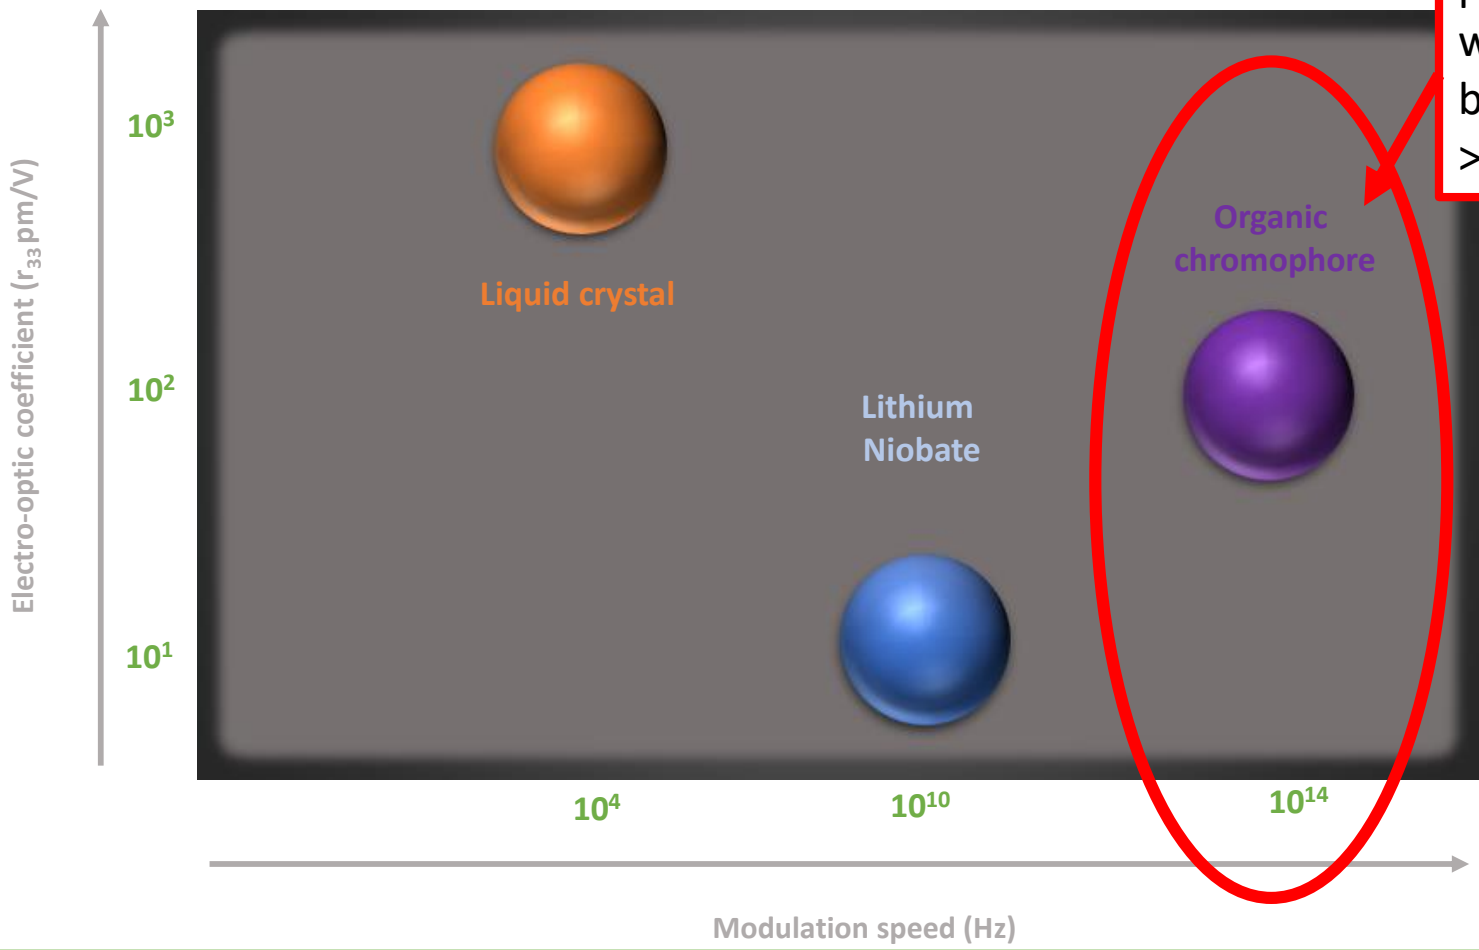 Electro-optic coefficient (r33 pm/V)
10³
10²
10¹
Liquid crystal
Lithium
Niobate
Organic
chromophore
>
10⁴
10¹⁰
10¹⁴
Modulation speed (Hz)